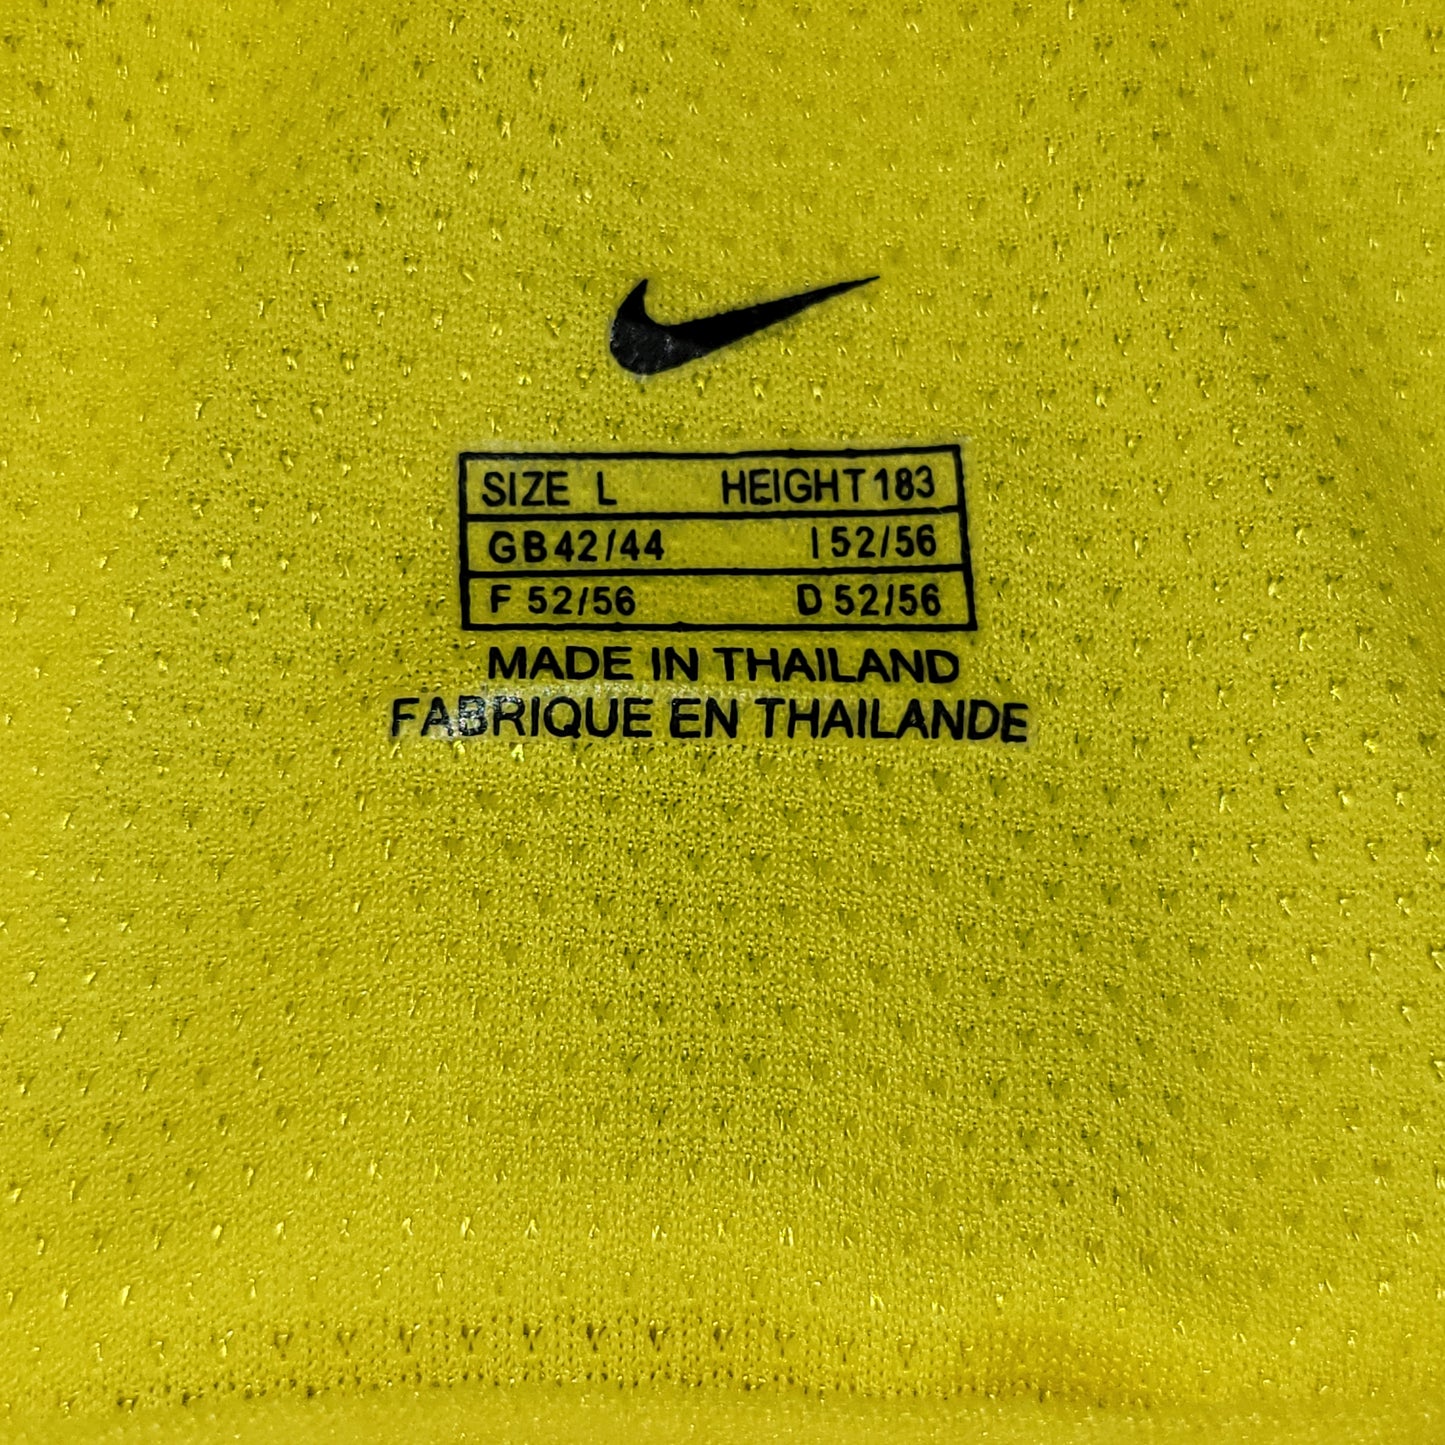 SIZE L HEIGHT 183
GB 42/44 I 52/56
F 52/56 D 52/56
MADE IN THAILAND
FABRIQUE EN THAILANDE